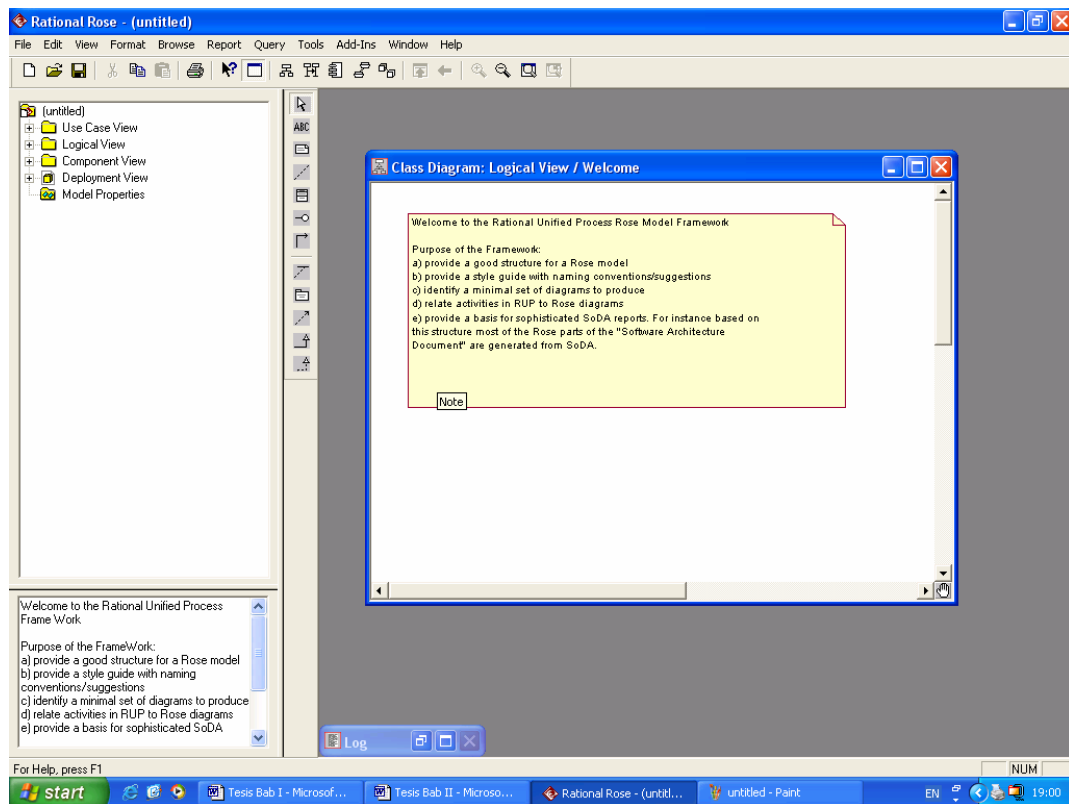 Rational Rose - (untitled)
File Edit View Format Browse Report Query Tools Add-Ins Window Help
(untitled)
Use Case View
Logical View
Component View
Deployment View
Model Properties
ABC
Class Diagram: Logical View / Welcome
Welcome to the Rational Unified Process Rose Model Framework
Purpose of the Framework:
a) provide a good structure for a Rose model
b) provide a style guide with naming conventions/suggestions
c) identify a minimal set of diagrams to produce
d) relate activities in RUP to Rose diagrams
e) provide a basis for sophisticated SoDA reports. For instance based on
this structure most of the Rose parts of the "Software Architecture
Document" are generated from SoDA.
Note
Welcome to the Rational Unified Process
Frame Work
Purpose of the FrameWork:
a) provide a good structure for a Rose model
b) provide a style guide with naming
conventions/suggestions
c) identify a minimal set of diagrams to produce
d) relate activities in RUP to Rose diagrams
e) provide a basis for sophisticated SoDA
Log
For Help, press F1
NUM
start
Tesis Bab I - Microsof...
Tesis Bab II - Microso...
Rational Rose - (untitl...
untitled - Paint
EN
19:00